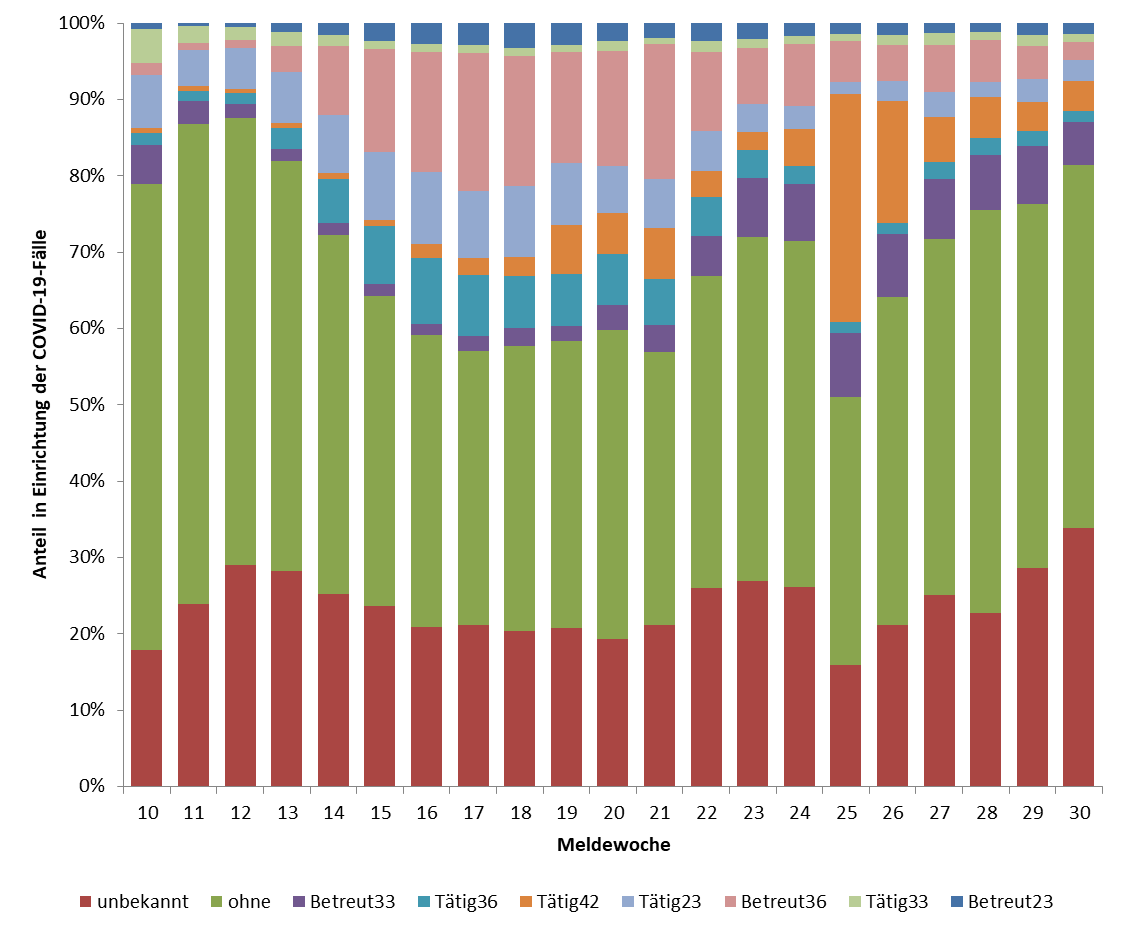 100%
90%
80%
70%
60%
50%
40%
30%
20%
10%
0%
Anteil in Einrichtung der COVID-19-Fälle
10 11 12 13 14 15 16 17 18 19 20 21 22 23 24 25 26 27 28 29 30
Meldewoche
unbekannt ohne Betreut33 Tätig36 Tätig42 Tätig23 Betreut36 Tätig33 Betreut23